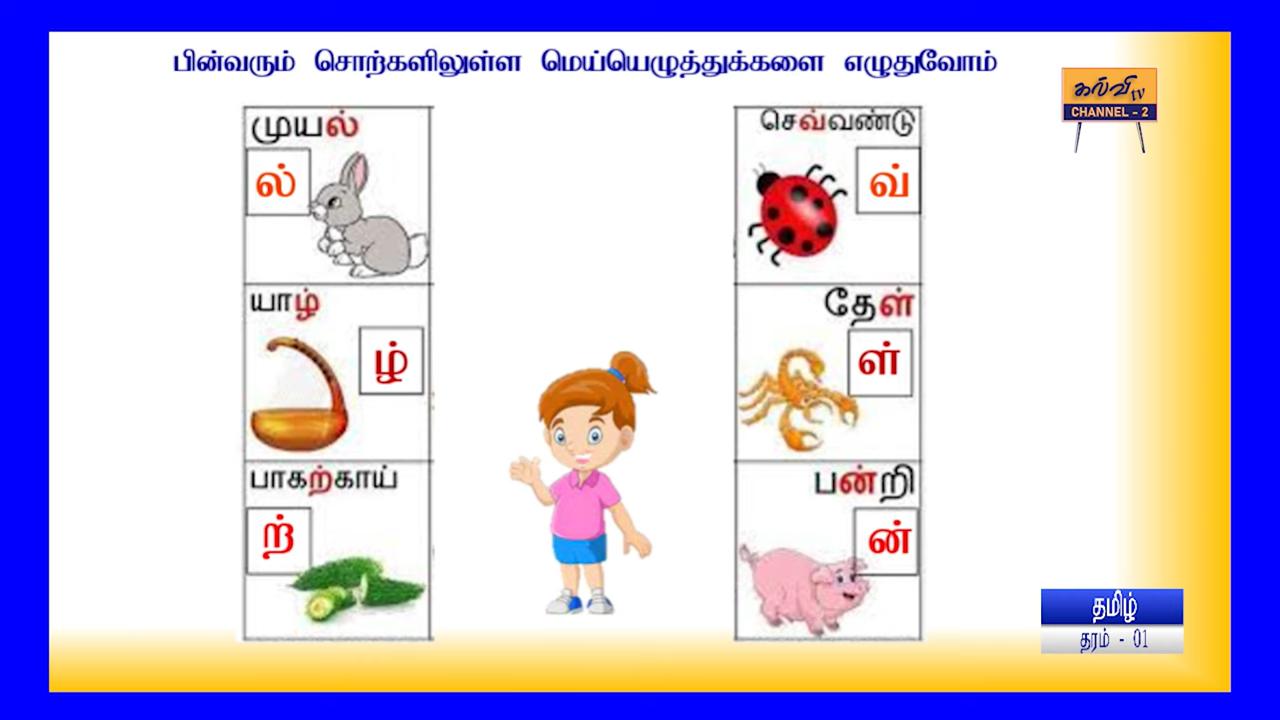 பின்வரும் சொற்களிலுள்ள மெய்யெழுத்துக்களை எழுதுவோம்
கல்வி TV
CHANNEL - 2
முயல்
ல்
யாழ்
ழ்
பாகற்காய்
ற்
செவ்வண்டு
வ்
தேள்
ள்
பன்றி
ன்
தமிழ்
தரம் - 01